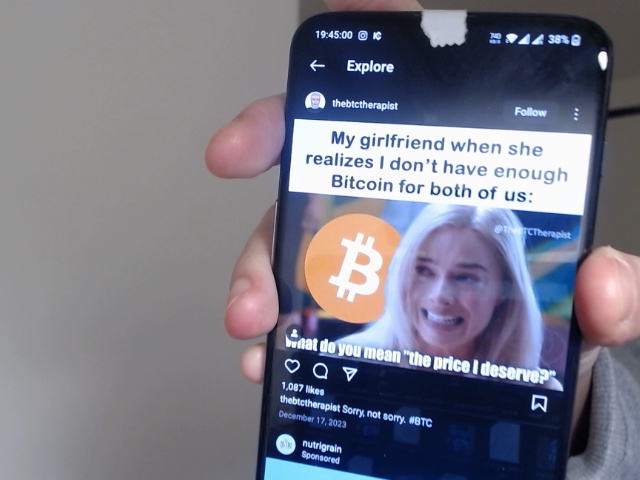 19:45:00
38%
Explore
thebtctherapist
Follow
My girlfriend when she
realizes I don't have enough
Bitcoin for both of us:
@TheBTCTherapist
What do you mean "the price I deserve?"
1,087 likes
thebtctherapist Sorry, not sorry. #BTC
December 17, 2023
nutrigrain
Sponsored